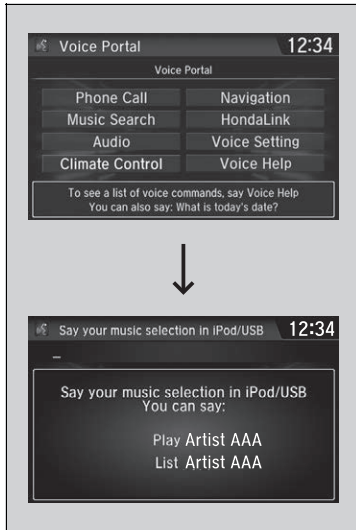 Voice Portal 12:34
Voice Portal
Phone Call Navigation
Music Search HondaLink
Audio Voice Setting
Climate Control Voice Help
To see a list of voice commands, say Voice Help
You can also say: What is today's date?
Say your music selection in iPod/USB 12:34
Say your music selection in iPod/USB
You can say:
Play Artist AAA
List Artist AAA